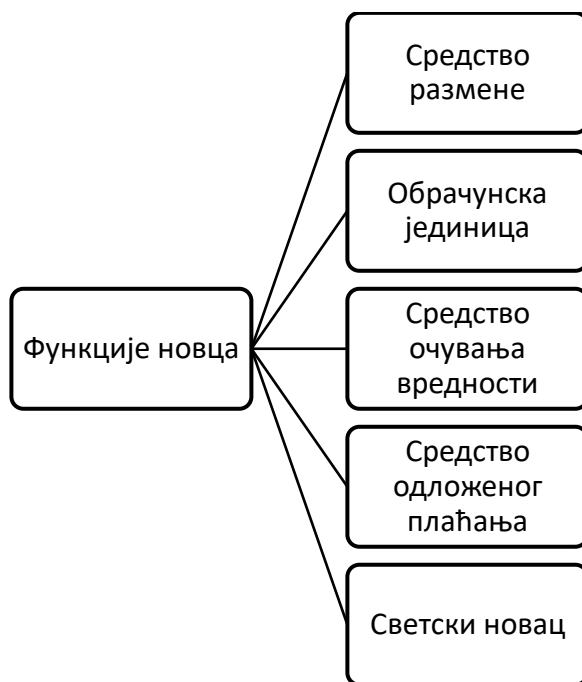 Функције новца
Средство
размене
Обрачунска
јединица
Средство
очувања
вредности
Средство
одложеног
плаћања
Светски новац